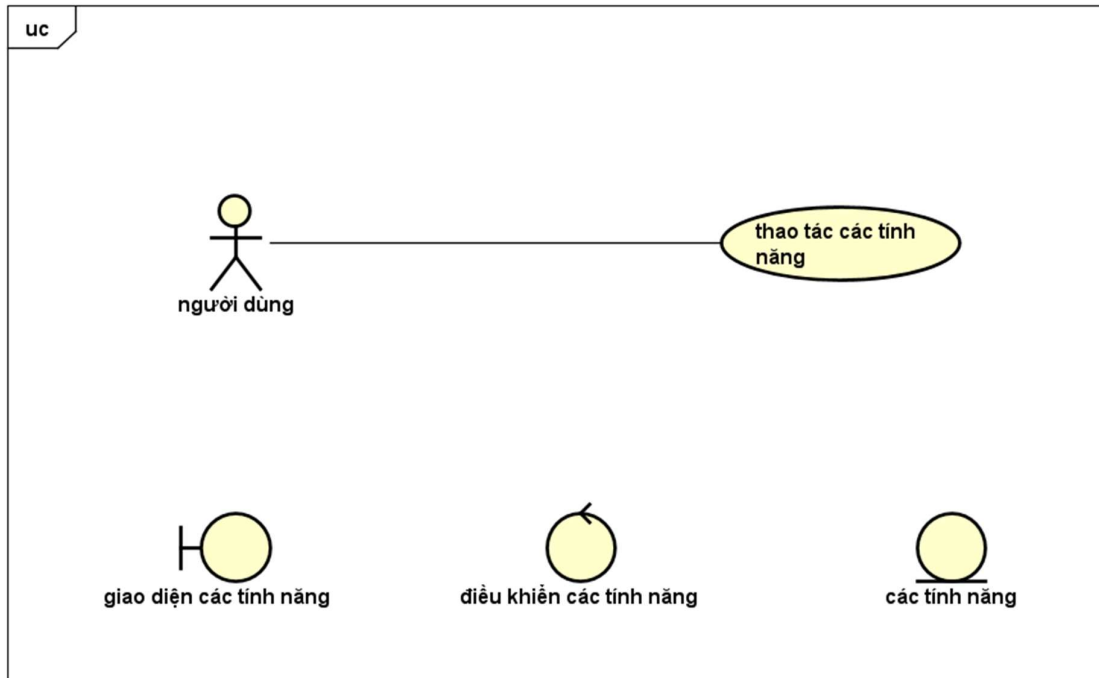 uc
thao tác các tính
năng
người dùng
giao diện các tính năng
điều khiển các tính năng
các tính năng